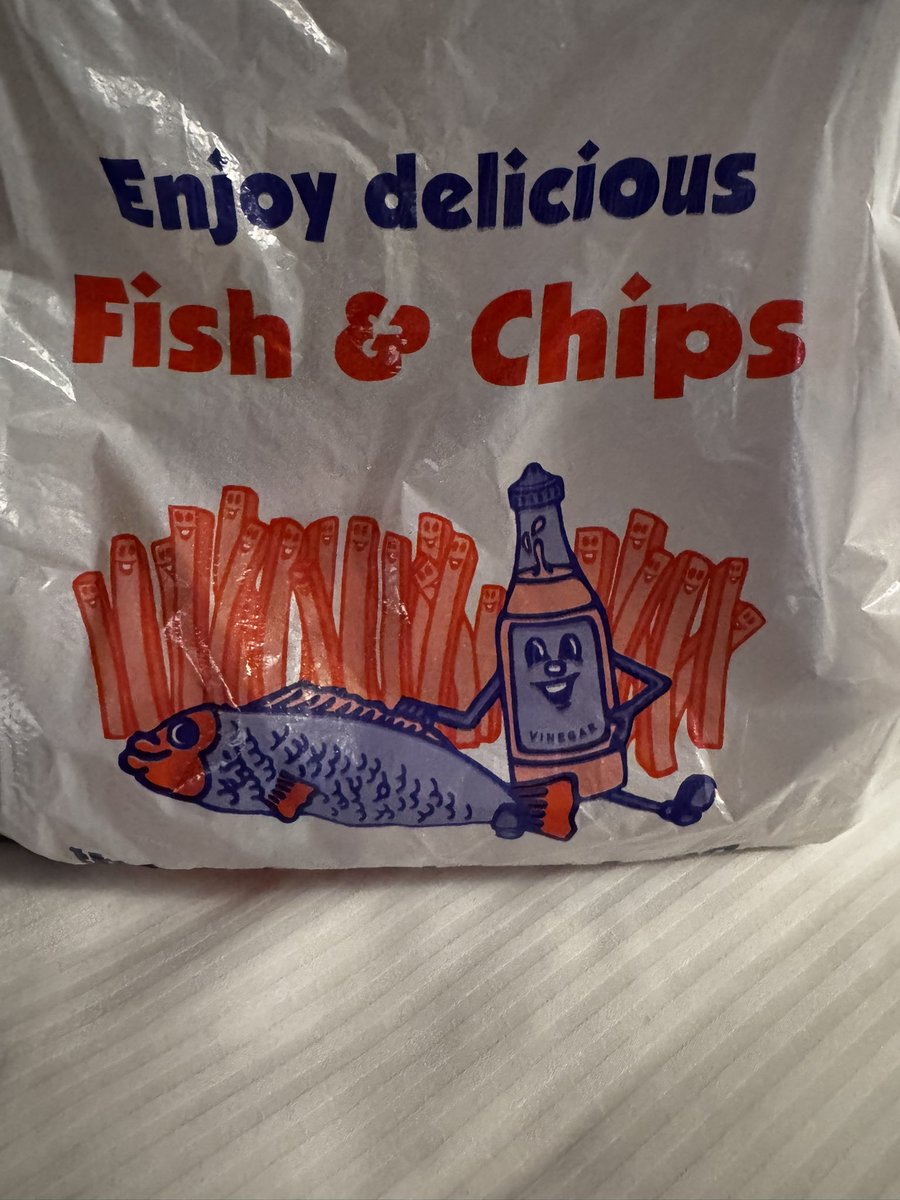 Enjoy delicious
Fish & Chips
VINEGAR